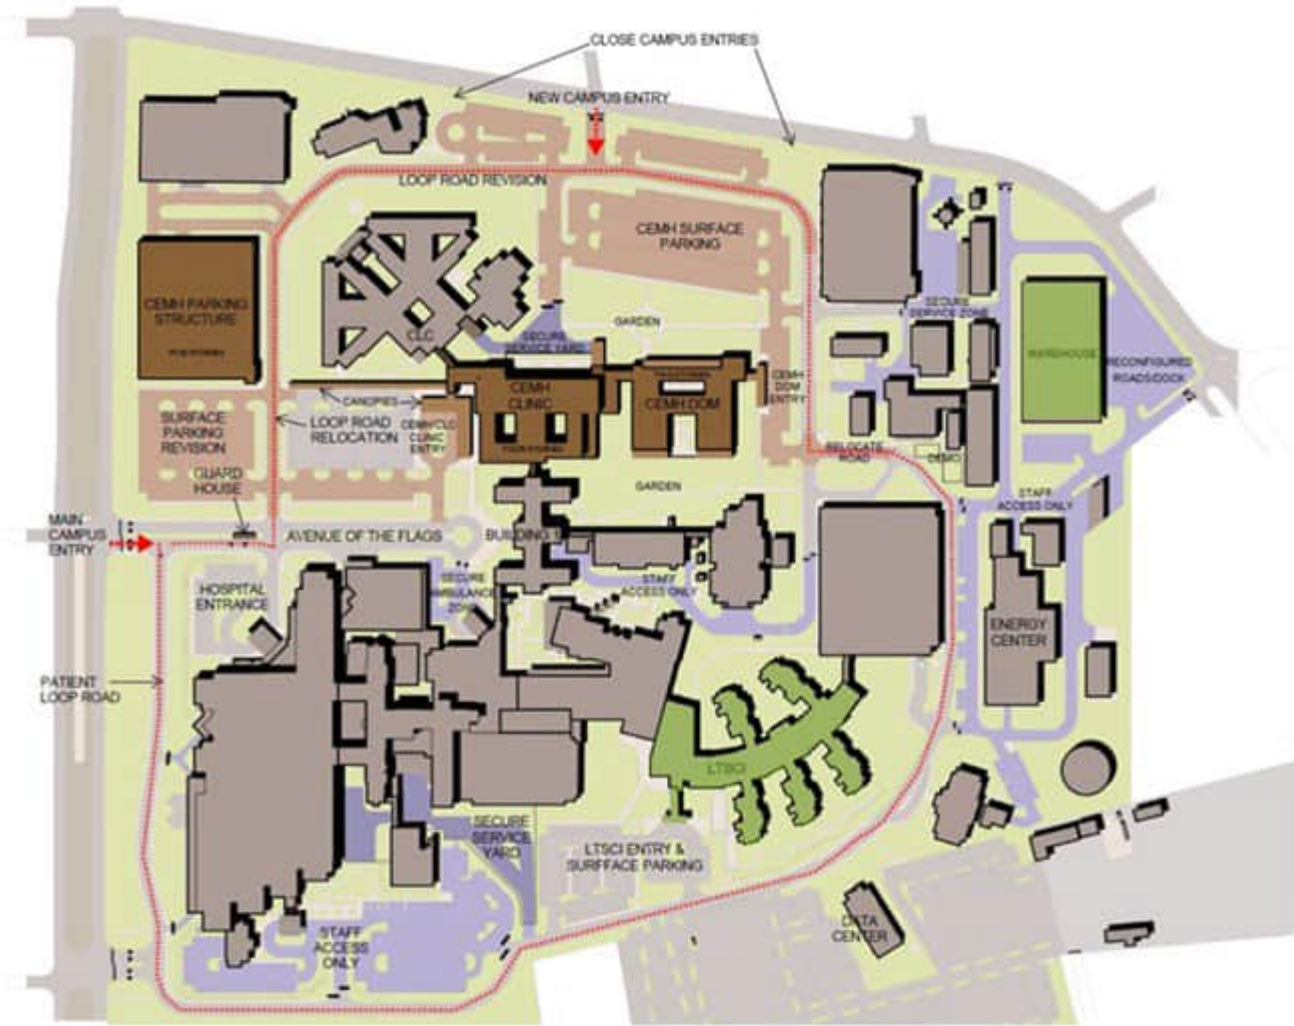 CLOSE CAMPUS ENTRIES
NEW CAMPUS ENTRY
LOOP ROAD REVISION
CEMH SURFACE
PARKING
CEMH PARKING
STRUCTURE
SECURE
SERVICE ZONE
GARDEN
CLC
SECURE
SERVICE YARD
WAREHOUSE
RECONFIGURED
ROADS/DOCK
CEMH
CLINIC
CEMH DOM
CEMH
DOM
ENTRY
CANOPIES
LOOP ROAD
RELOCATION
CEMH/CLC
CLINIC
ENTRY
SURFACE
PARKING
REVISION
GUARD
HOUSE
RELOCATE
ROAD
DEMO
GARDEN
STAFF
ACCESS ONLY
MAIN
CAMPUS
ENTRY
AVENUE OF THE FLAGS
BUILDING 1
HOSPITAL
ENTRANCE
SECURE
AMBULANCE
ZONE
STAFF
ACCESS ONLY
ENERGY
CENTER
PATIENT
LOOP ROAD
LTSCI
SECURE
SERVICE
YARD
LTSCI ENTRY &
SURFFACE PARKING
STAFF
ACCESS
ONLY
DATA
CENTER